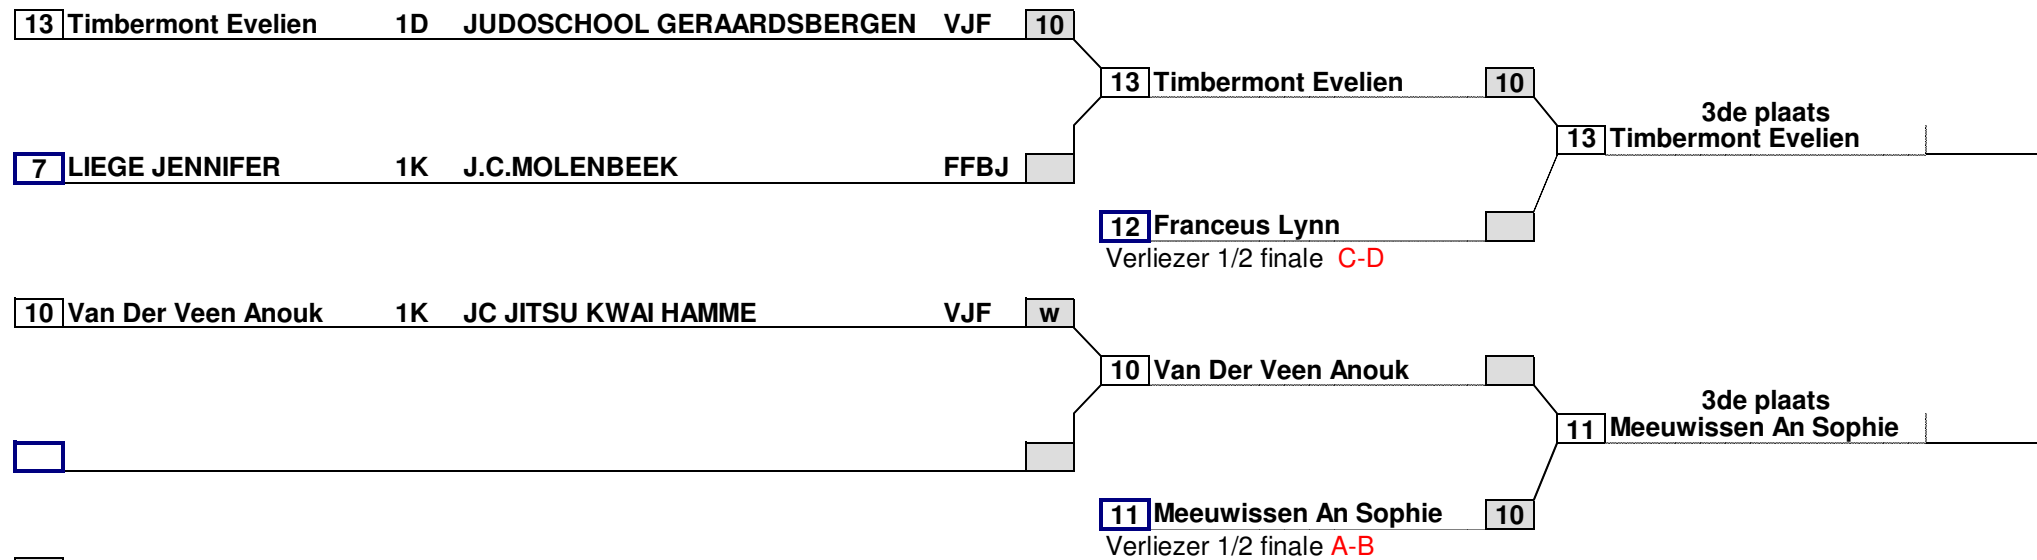 13 Timbermont Evelien 1D JUDOSCHOOL GERAARDSBERGEN VJF 10
13 Timbermont Evelien 10
3de plaats
13 Timbermont Evelien
7 LIEGE JENNIFER 1K J.C.MOLENBEEK FFBJ
12 Franceus Lynn
Verliezer 1/2 finale C-D
10 Van Der Veen Anouk 1K JC JITSU KWAI HAMME VJF w
10 Van Der Veen Anouk
3de plaats
11 Meeuwissen An Sophie
11 Meeuwissen An Sophie 10
Verliezer 1/2 finale A-B